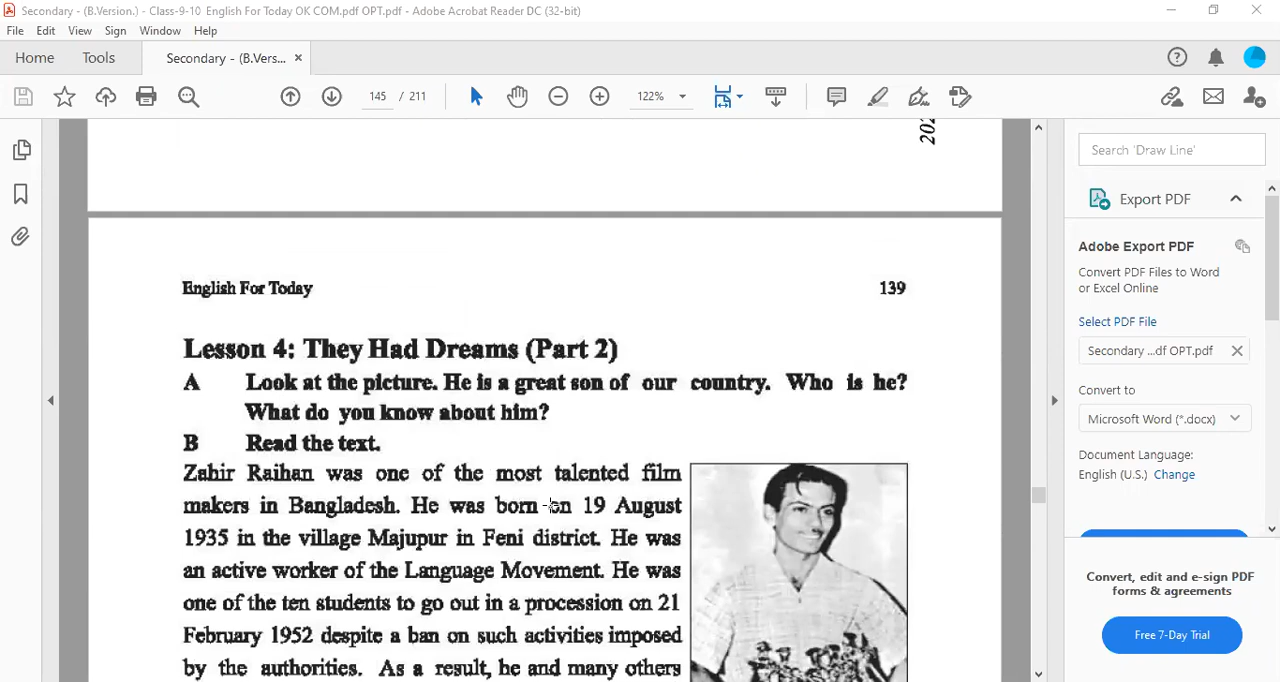 Secondary - (B.Version.) - Class-9-10 English For Today OK COM.pdf OPT.pdf - Adobe Acrobat Reader DC (32-bit)
File Edit View Sign Window Help
Home Tools Secondary - (B.Vers... ×
145 / 211 122%
202
Search 'Draw Line'
Export PDF
Adobe Export PDF
Convert PDF Files to Word
or Excel Online
Select PDF File
Secondary ...df OPT.pdf
Convert to
Microsoft Word (*.docx)
Document Language:
English (U.S.) Change
Convert, edit and e-sign PDF
forms & agreements
Free 7-Day Trial
English For Today 139
Lesson 4: They Had Dreams (Part 2)
A Look at the picture. He is a great son of our country. Who is he?
What do you know about him?
B Read the text.
Zahir Raihan was one of the most talented film
makers in Bangladesh. He was born on 19 August
1935 in the village Majupur in Feni district. He was
an active worker of the Language Movement. He was
one of the ten students to go out in a procession on 21
February 1952 despite a ban on such activities imposed
by the authorities. As a result, he and many others